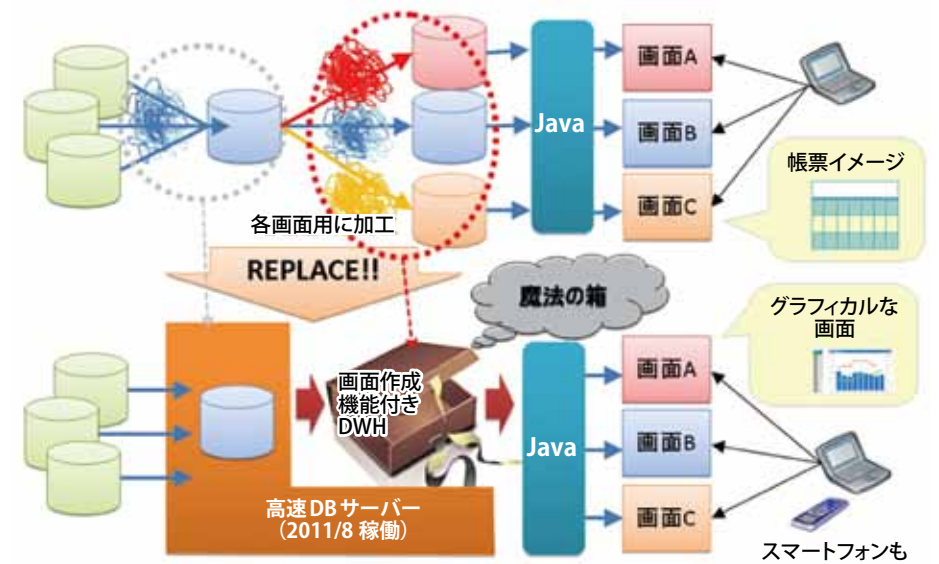 画面A
Java
画面B
帳票イメージ
画面C
各画面用に加工
REPLACE!!
魔法の箱
グラフィカルな
画面
画面A
画面作成
機能付き
DWH
Java
画面B
高速DBサーバー
(2011/8 稼働)
画面C
スマートフォンも